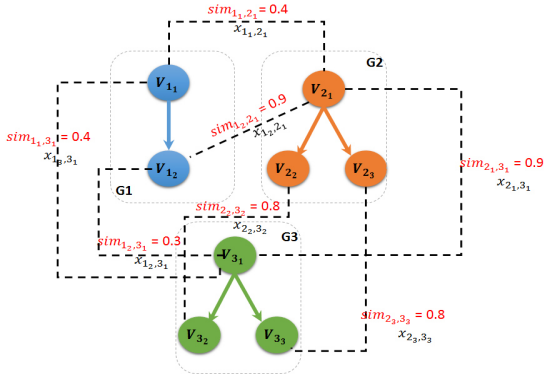 sim₁₁,₂₁ = 0.4
x₁₁,₂₁
G2
V₁₁
V₂₁
sim₁₂,₂₁ = 0.9
x₁₂,₂₁
sim₁₁,₃₁ = 0.4
x₁₃,₃₁
V₁₂
V₂₂
V₂₃
sim₂₁,₃₁ = 0.9
x₂₁,₃₁
G1
sim₂₂,₃₂ = 0.8
x₂₂,₃₂
G3
sim₁₂,₃₁ = 0.3
x₁₂,₃₁
V₃₁
sim₂₃,₃₃ = 0.8
x₂₃,₃₃
V₃₂
V₃₃